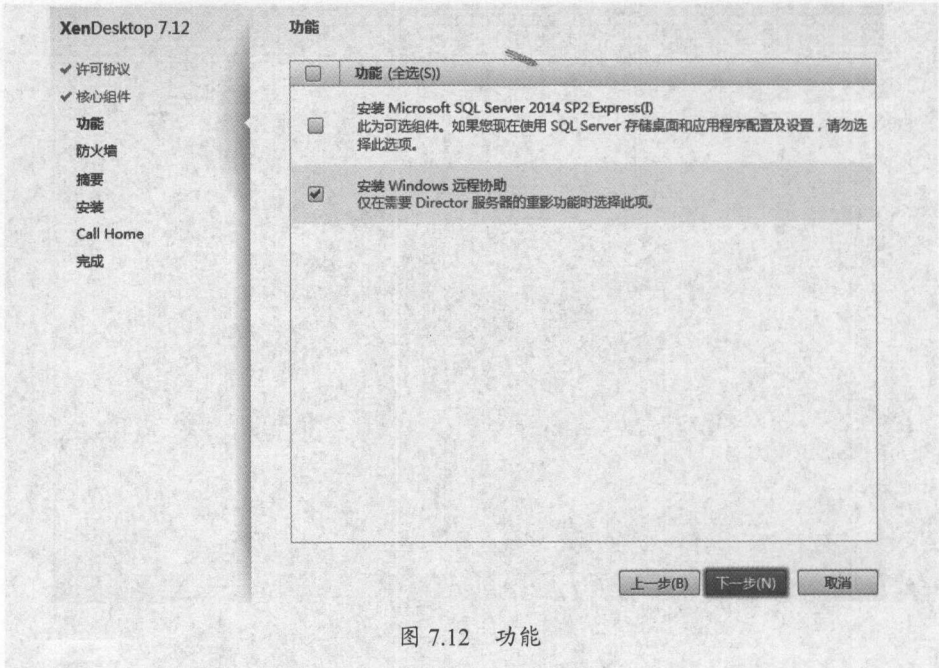 XenDesktop 7.12
许可协议
核心组件
功能
防火墙
摘要
安装
Call Home
完成
功能
功能 (全选(S))
安装 Microsoft SQL Server 2014 SP2 Express(I)
此为可选组件。如果您现在使用 SQL Server 存储桌面和应用程序配置及设置，请勿选
择此选项。
安装 Windows 远程协助
仅在需要 Director 服务器的重影功能时选择此项。
上一步(B)
下一步(N)
取消
图 7.12 功能